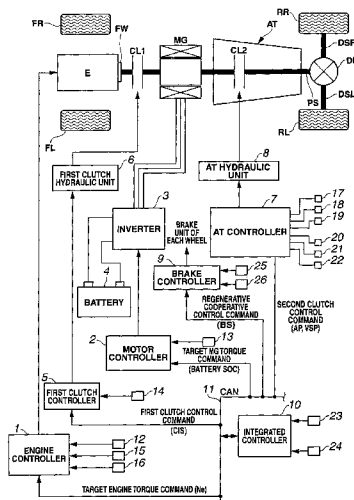 FR
FW
CL1
MG
AT
CL2
RR
DSR
E
PS
DSL
FL
RL
6
FIRST CLUTCH
HYDRAULIC UNIT
8
AT HYDRAULIC
UNIT
3
INVERTER
7
AT CONTROLLER
17
18
19
20
21
22
BRAKE
UNIT OF
EACH WHEEL
4
BATTERY
9
BRAKE
CONTROLLER
25
26
REGENERATIVE
COOPERATIVE
CONTROL COMMAND
(BS)
SECOND CLUTCH
CONTROL
COMMAND
(AP, VSP)
2
MOTOR
CONTROLLER
13
TARGET MG TORQUE
COMMAND
(BATTERY SOC)
5
FIRST CLUTCH
CONTROLLER
14
11
CAN
10
FIRST CLUTCH CONTROL
COMMAND
(CIS)
INTEGRATED
CONTROLLER
23
24
1
ENGINE
CONTROLLER
12
15
16
TARGET ENGINE TORQUE COMMAND (Ne)